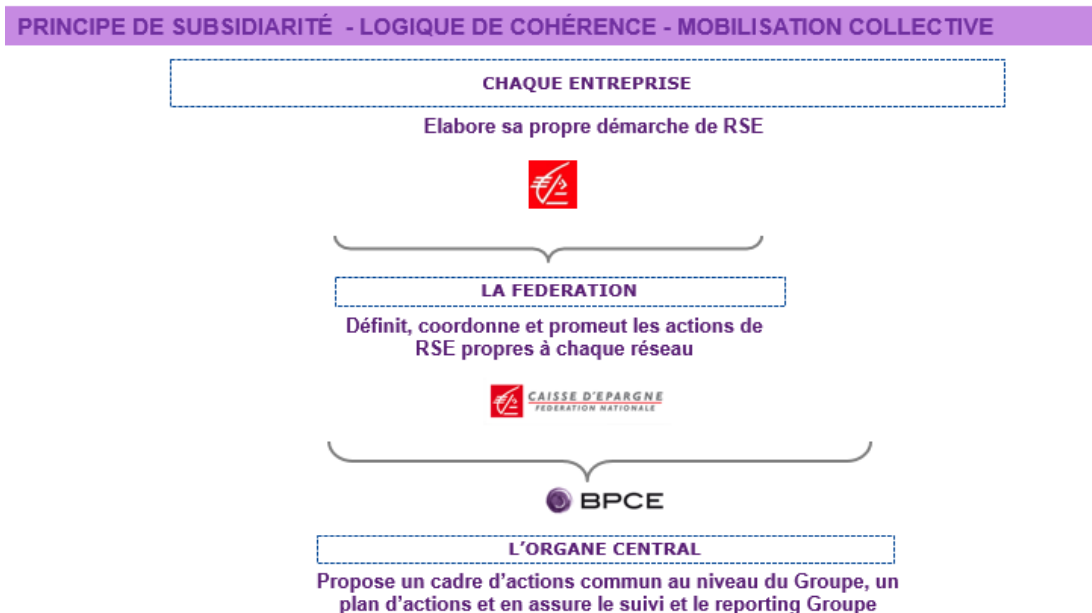 PRINCIPE DE SUBSIDIARITÉ - LOGIQUE DE COHÉRENCE - MOBILISATION COLLECTIVE
CHAQUE ENTREPRISE
Elabore sa propre démarche de RSE
LA FEDERATION
Définit, coordonne et promeut les actions de
RSE propres à chaque réseau
CAISSE D'EPARGNE
FEDERATION NATIONALE
BPCE
L'ORGANE CENTRAL
Propose un cadre d'actions commun au niveau du Groupe, un
plan d'actions et en assure le suivi et le reporting Groupe